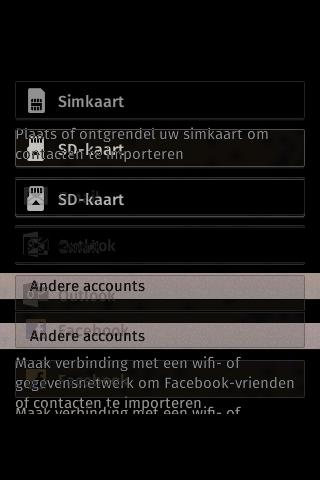 Simkaart
Plaats of ontgrendel uw simkaart om
SD-kaart
contacten te importeren
SD-kaart
Outlook
Andere accounts
Outlook
Facebook
Andere accounts
Maak verbinding met een wifi- of
gegevensnetwerk om Facebook-vrienden
Facebook
of contacten te importeren.
Maak verbinding met een wifi- of